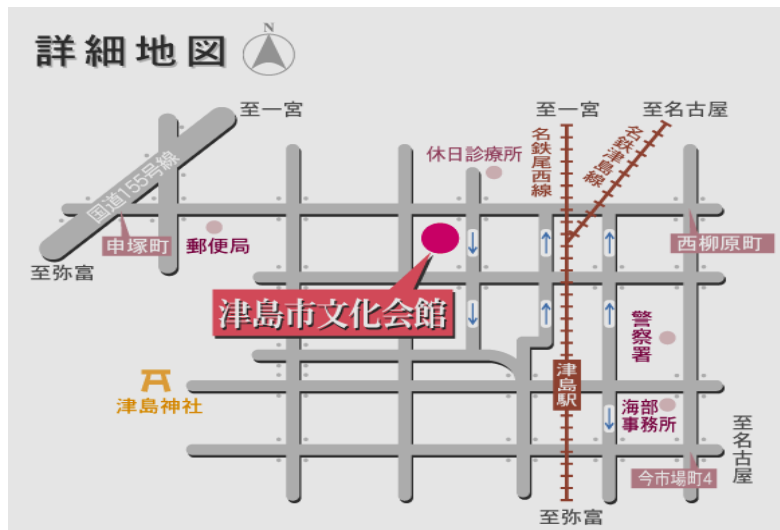 詳細地図
N
至一宮
至一宮
至名古屋
休日診療所
名鉄尾西線
名鉄津島線
国道155号線
申塚町
郵便局
西柳原町
至弥富
津島市文化会館
警察署
津島駅
津島神社
海部
事務所
至名古屋
今市場町4
至弥富